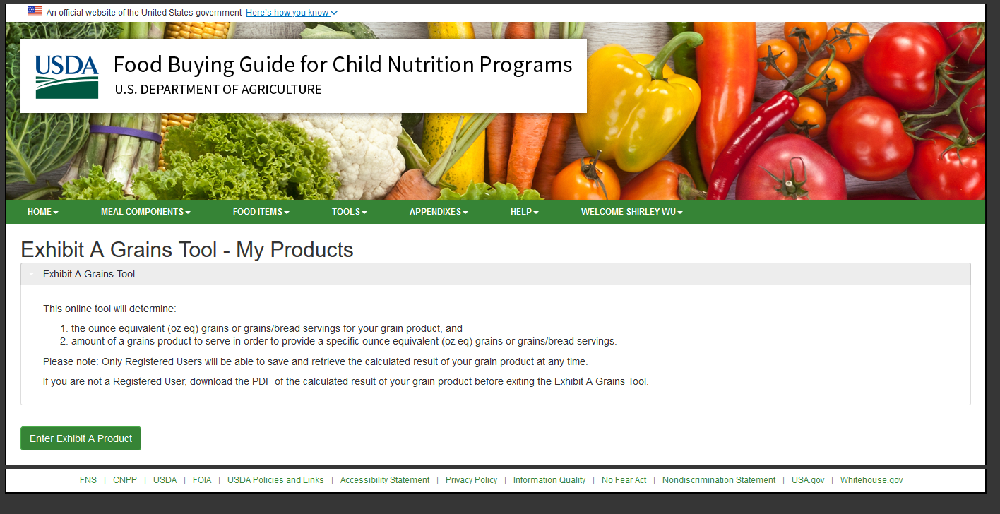 An official website of the United States government Here's how you know
USDA
Food Buying Guide for Child Nutrition Programs
U.S. DEPARTMENT OF AGRICULTURE
HOME MEAL COMPONENTS FOOD ITEMS TOOLS APPENDIXES HELP WELCOME SHIRLEY WU
Exhibit A Grains Tool - My Products
Exhibit A Grains Tool
This online tool will determine:
1. the ounce equivalent (oz eq) grains or grains/bread servings for your grain product, and
2. amount of a grains product to serve in order to provide a specific ounce equivalent (oz eq) grains or grains/bread servings.
Please note: Only Registered Users will be able to save and retrieve the calculated result of your grain product at any time.
If you are not a Registered User, download the PDF of the calculated result of your grain product before exiting the Exhibit A Grains Tool.
Enter Exhibit A Product
FNS | CNPP | USDA | FOIA | USDA Policies and Links | Accessibility Statement | Privacy Policy | Information Quality | No Fear Act | Nondiscrimination Statement | USA.gov | Whitehouse.gov